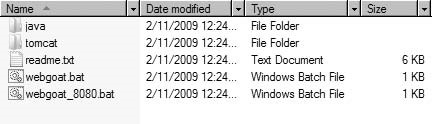 Name Date modified Type Size
java 2/11/2009 12:24... File Folder
tomcat 2/11/2009 12:24... File Folder
readme.txt 2/11/2009 12:24... Text Document 6 KB
webgoat.bat 2/11/2009 12:24... Windows Batch File 1 KB
webgoat_8080.bat 2/11/2009 12:24... Windows Batch File 1 KB